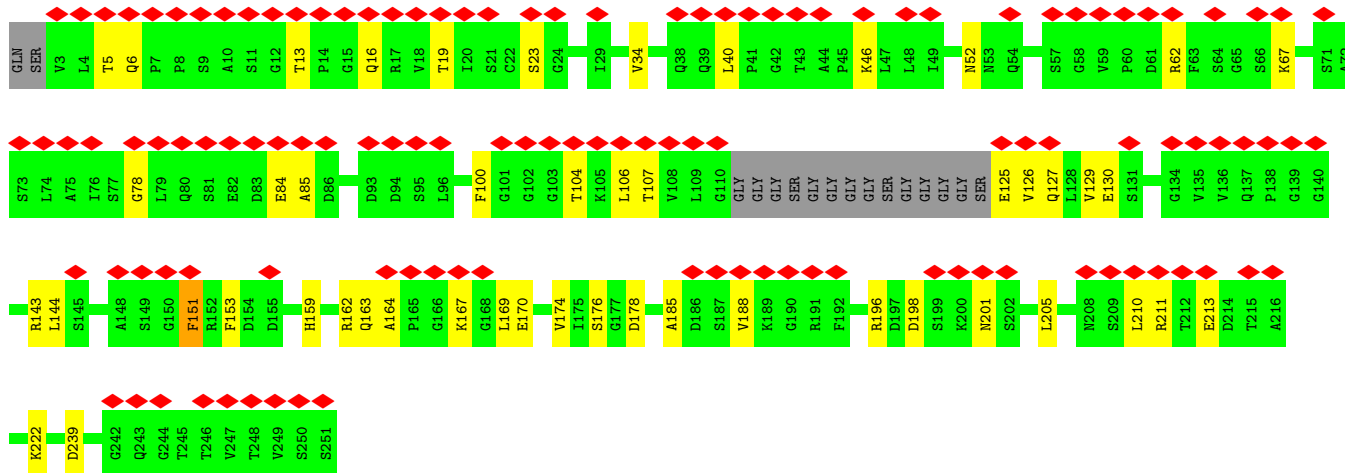 GLN SER V3 L4 T5 Q6 P7 P8 S9 A10 S11 G12 T13 P14 G15 Q16 R17 V18 T19 I20 S21 C22 S23 G24 I29 V34 Q38 Q39 L40 P41 G42 T43 A44 P45 K46 L47 L48 I49 N52 N53 Q54 S57 G58 V59 P60 D61 R62 F63 S64 G65 S66 K67 S71 A72
S73 L74 A75 I76 S77 G78 L79 Q80 S81 E82 D83 E84 A85 D86 D93 D94 S95 L96 F100 G101 G102 G103 T104 K105 L106 T107 V108 L109 G110 GLY GLY GLY SER GLY GLY GLY GLY SER GLY GLY GLY GLY SER E125 V126 Q127 L128 V129 E130 S131 G134 V135 V136 Q137 P138 G139 G140
R143 L144 S145 A148 S149 G150 F151 R152 F153 D154 D155 H159 R162 Q163 A164 P165 G166 K167 G168 L169 E170 V174 I175 S176 G177 D178 A185 D186 S187 V188 K189 G190 R191 F192 R196 D197 D198 S199 K200 N201 S202 L205 N208 S209 L210 R211 T212 E213 D214 T215 A216
K222 D239 G242 Q243 G244 T245 T246 V247 T248 V249 S250 S251